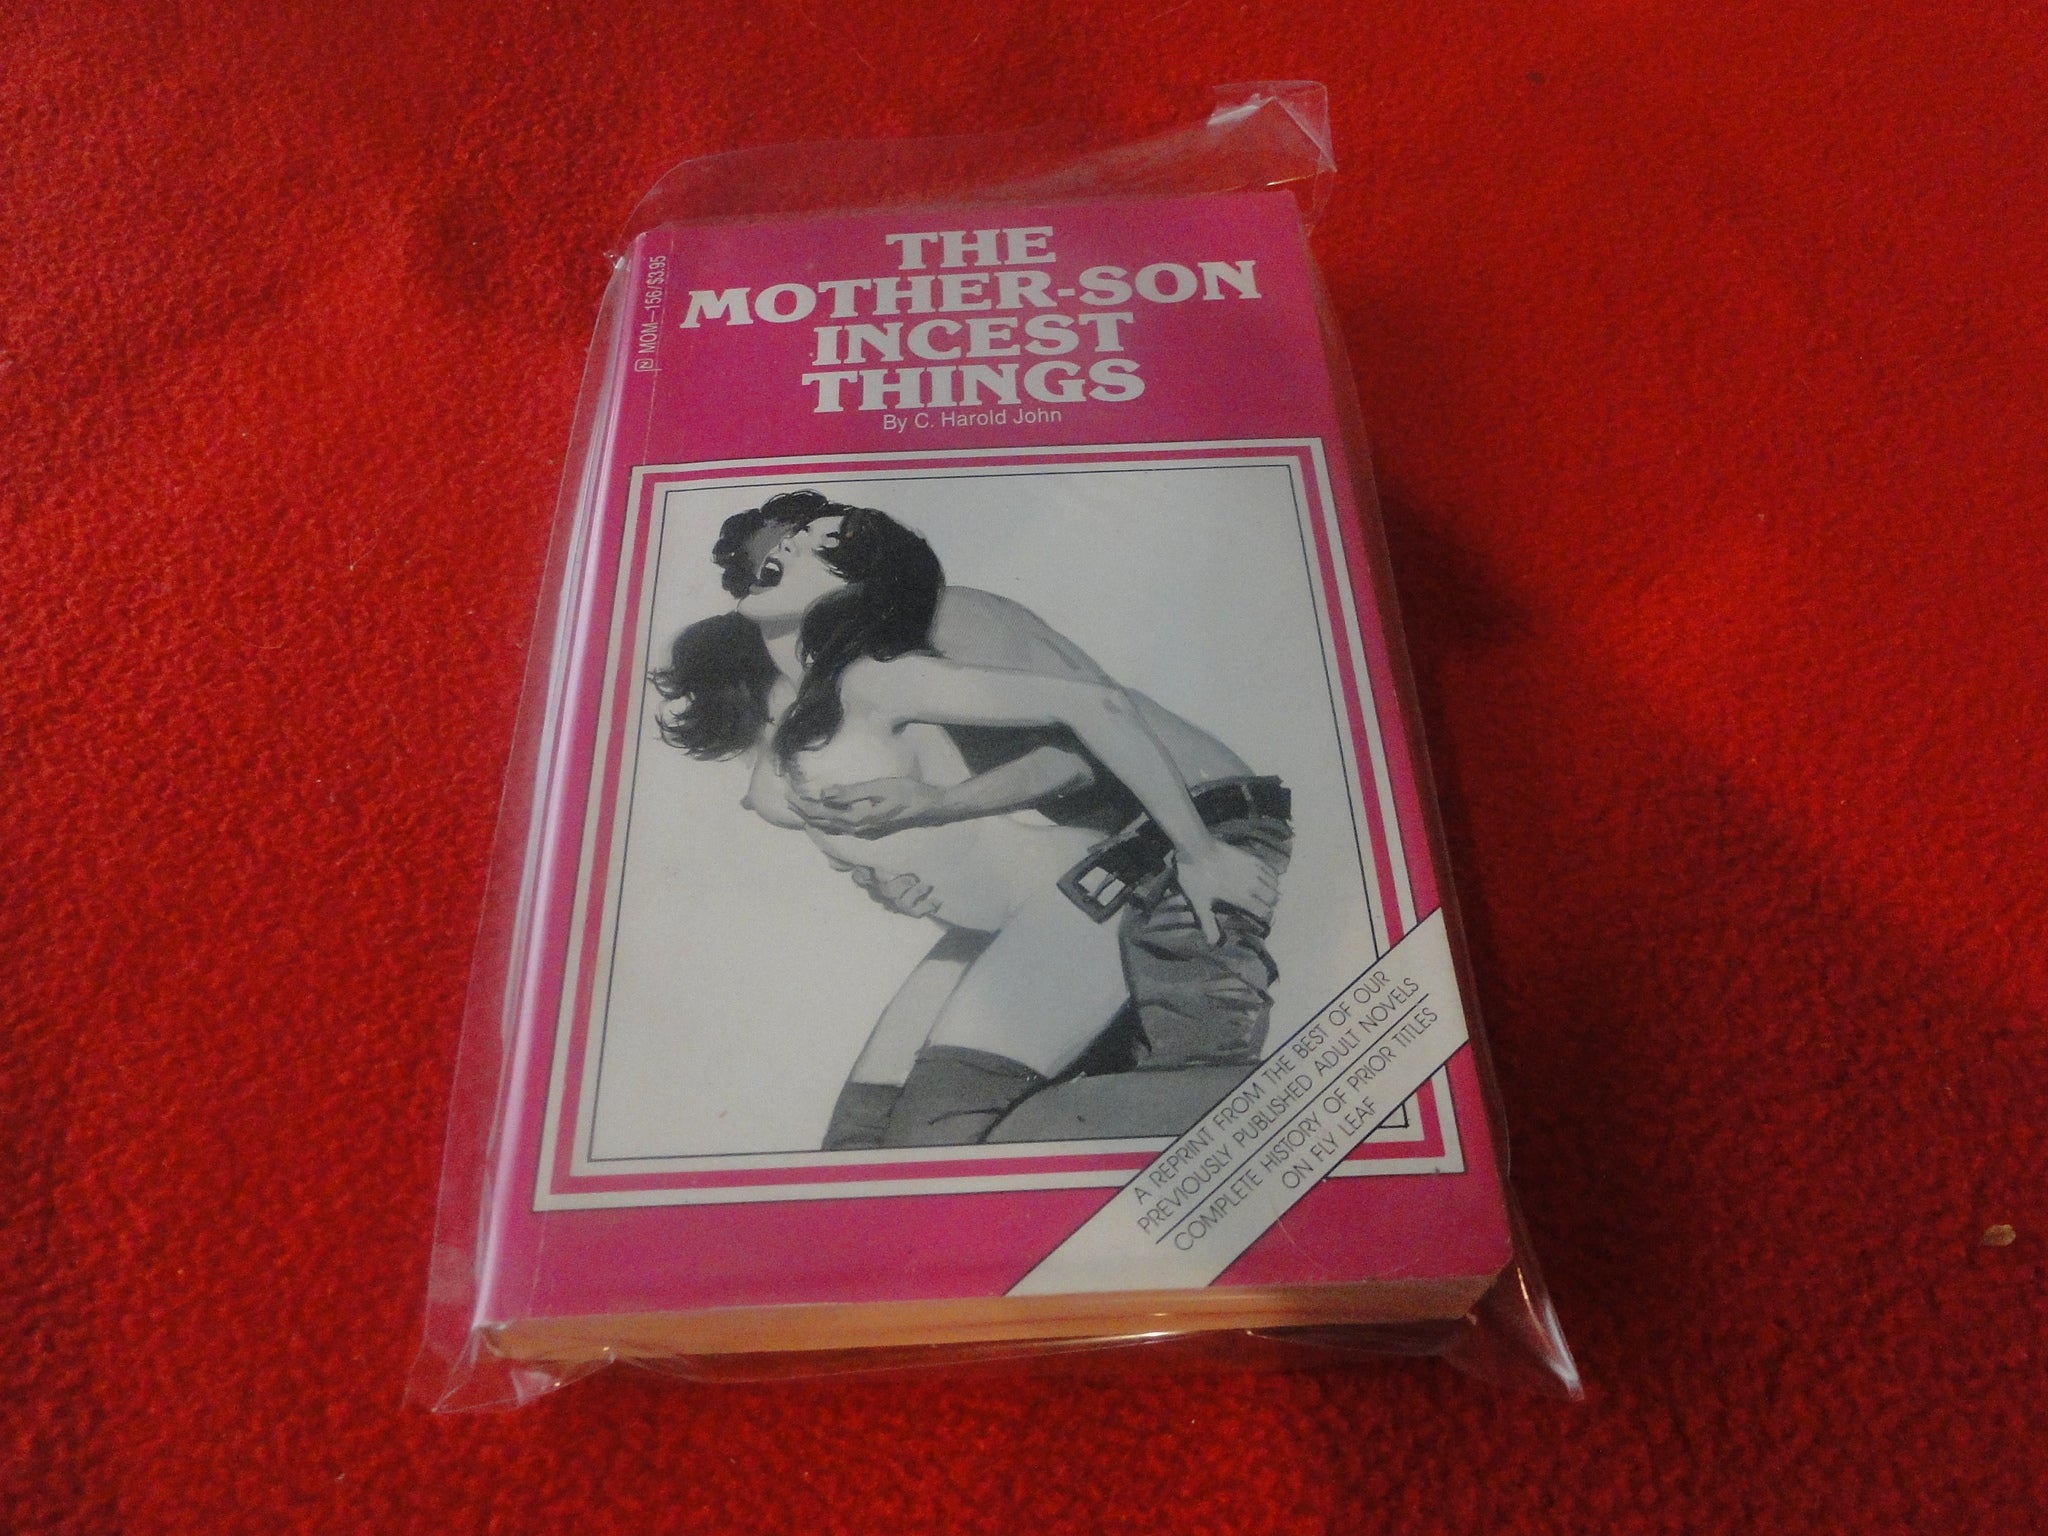 MOM—156/$3.95
THE
MOTHER-SON
INCEST
THINGS
By C. Harold John
A REPRINT FROM THE BEST OF OUR
PREVIOUSLY PUBLISHED ADULT NOVELS
COMPLETE HISTORY OF PRIOR TITLES
ON FLY LEAF